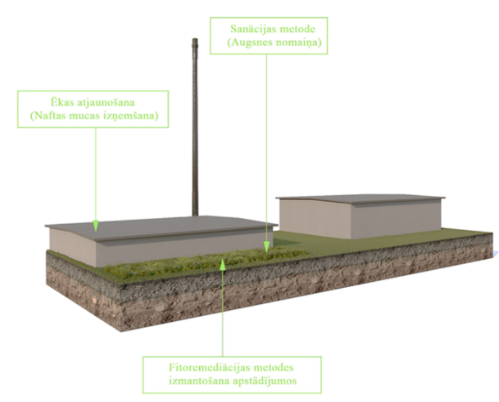 Sanācijas metode
(Augsnes nomaiņa)
Ēkas atjaunošana
(Naftas mucas izņemšana)
Fitoremediācijas metodes
izmantošana apstādījumos